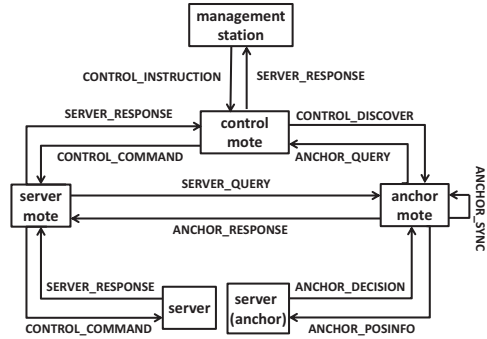 management
station
CONTROL_INSTRUCTION
SERVER_RESPONSE
SERVER_RESPONSE
control
mote
CONTROL_DISCOVER
CONTROL_COMMAND
ANCHOR_QUERY
server
mote
SERVER_QUERY
anchor
mote
ANCHOR_SYNC
ANCHOR_RESPONSE
SERVER_RESPONSE
server
server
(anchor)
ANCHOR_DECISION
CONTROL_COMMAND
ANCHOR_POSINFO